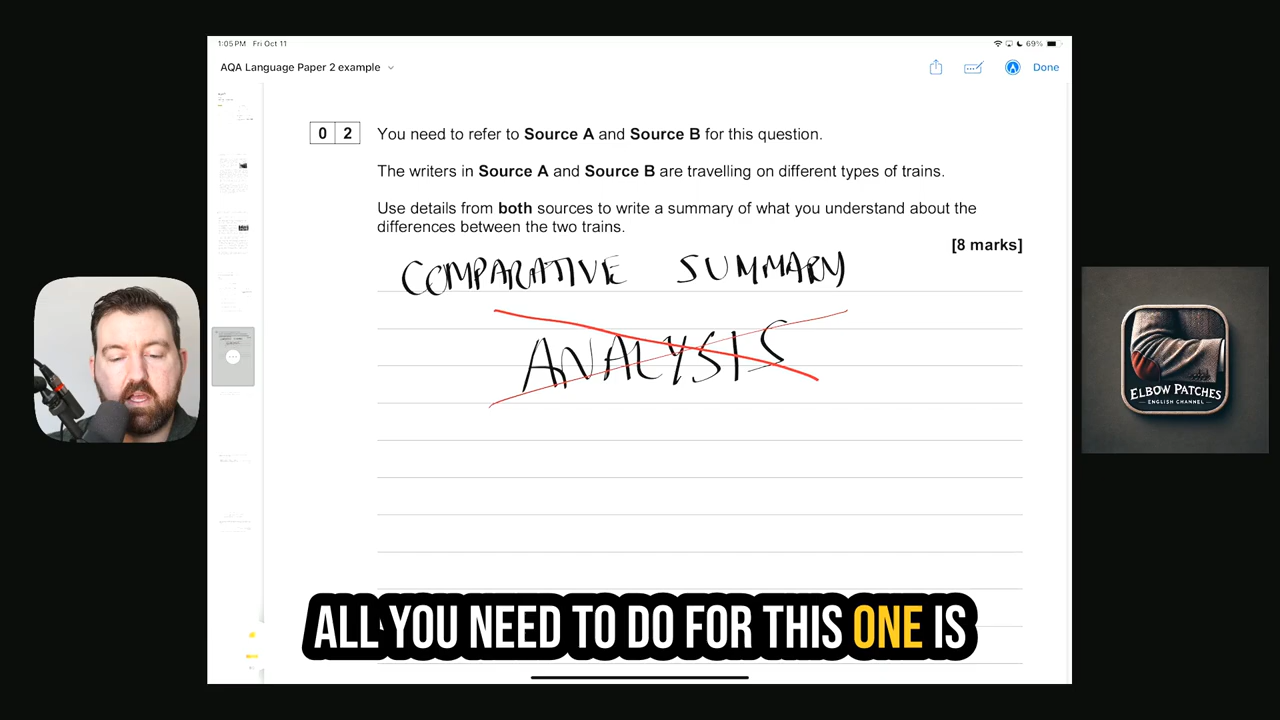 1:05 PM Fri Oct 11
69%
AQA Language Paper 2 example
Done
0 2
You need to refer to Source A and Source B for this question.
The writers in Source A and Source B are travelling on different types of trains.
Use details from both sources to write a summary of what you understand about the
differences between the two trains.
[8 marks]
COMPARATIVE SUMMARY
ANALYSIS
ELBOW PATCHES
ENGLISH CHANNEL
ALL YOU NEED TO DO FOR THIS ONE IS